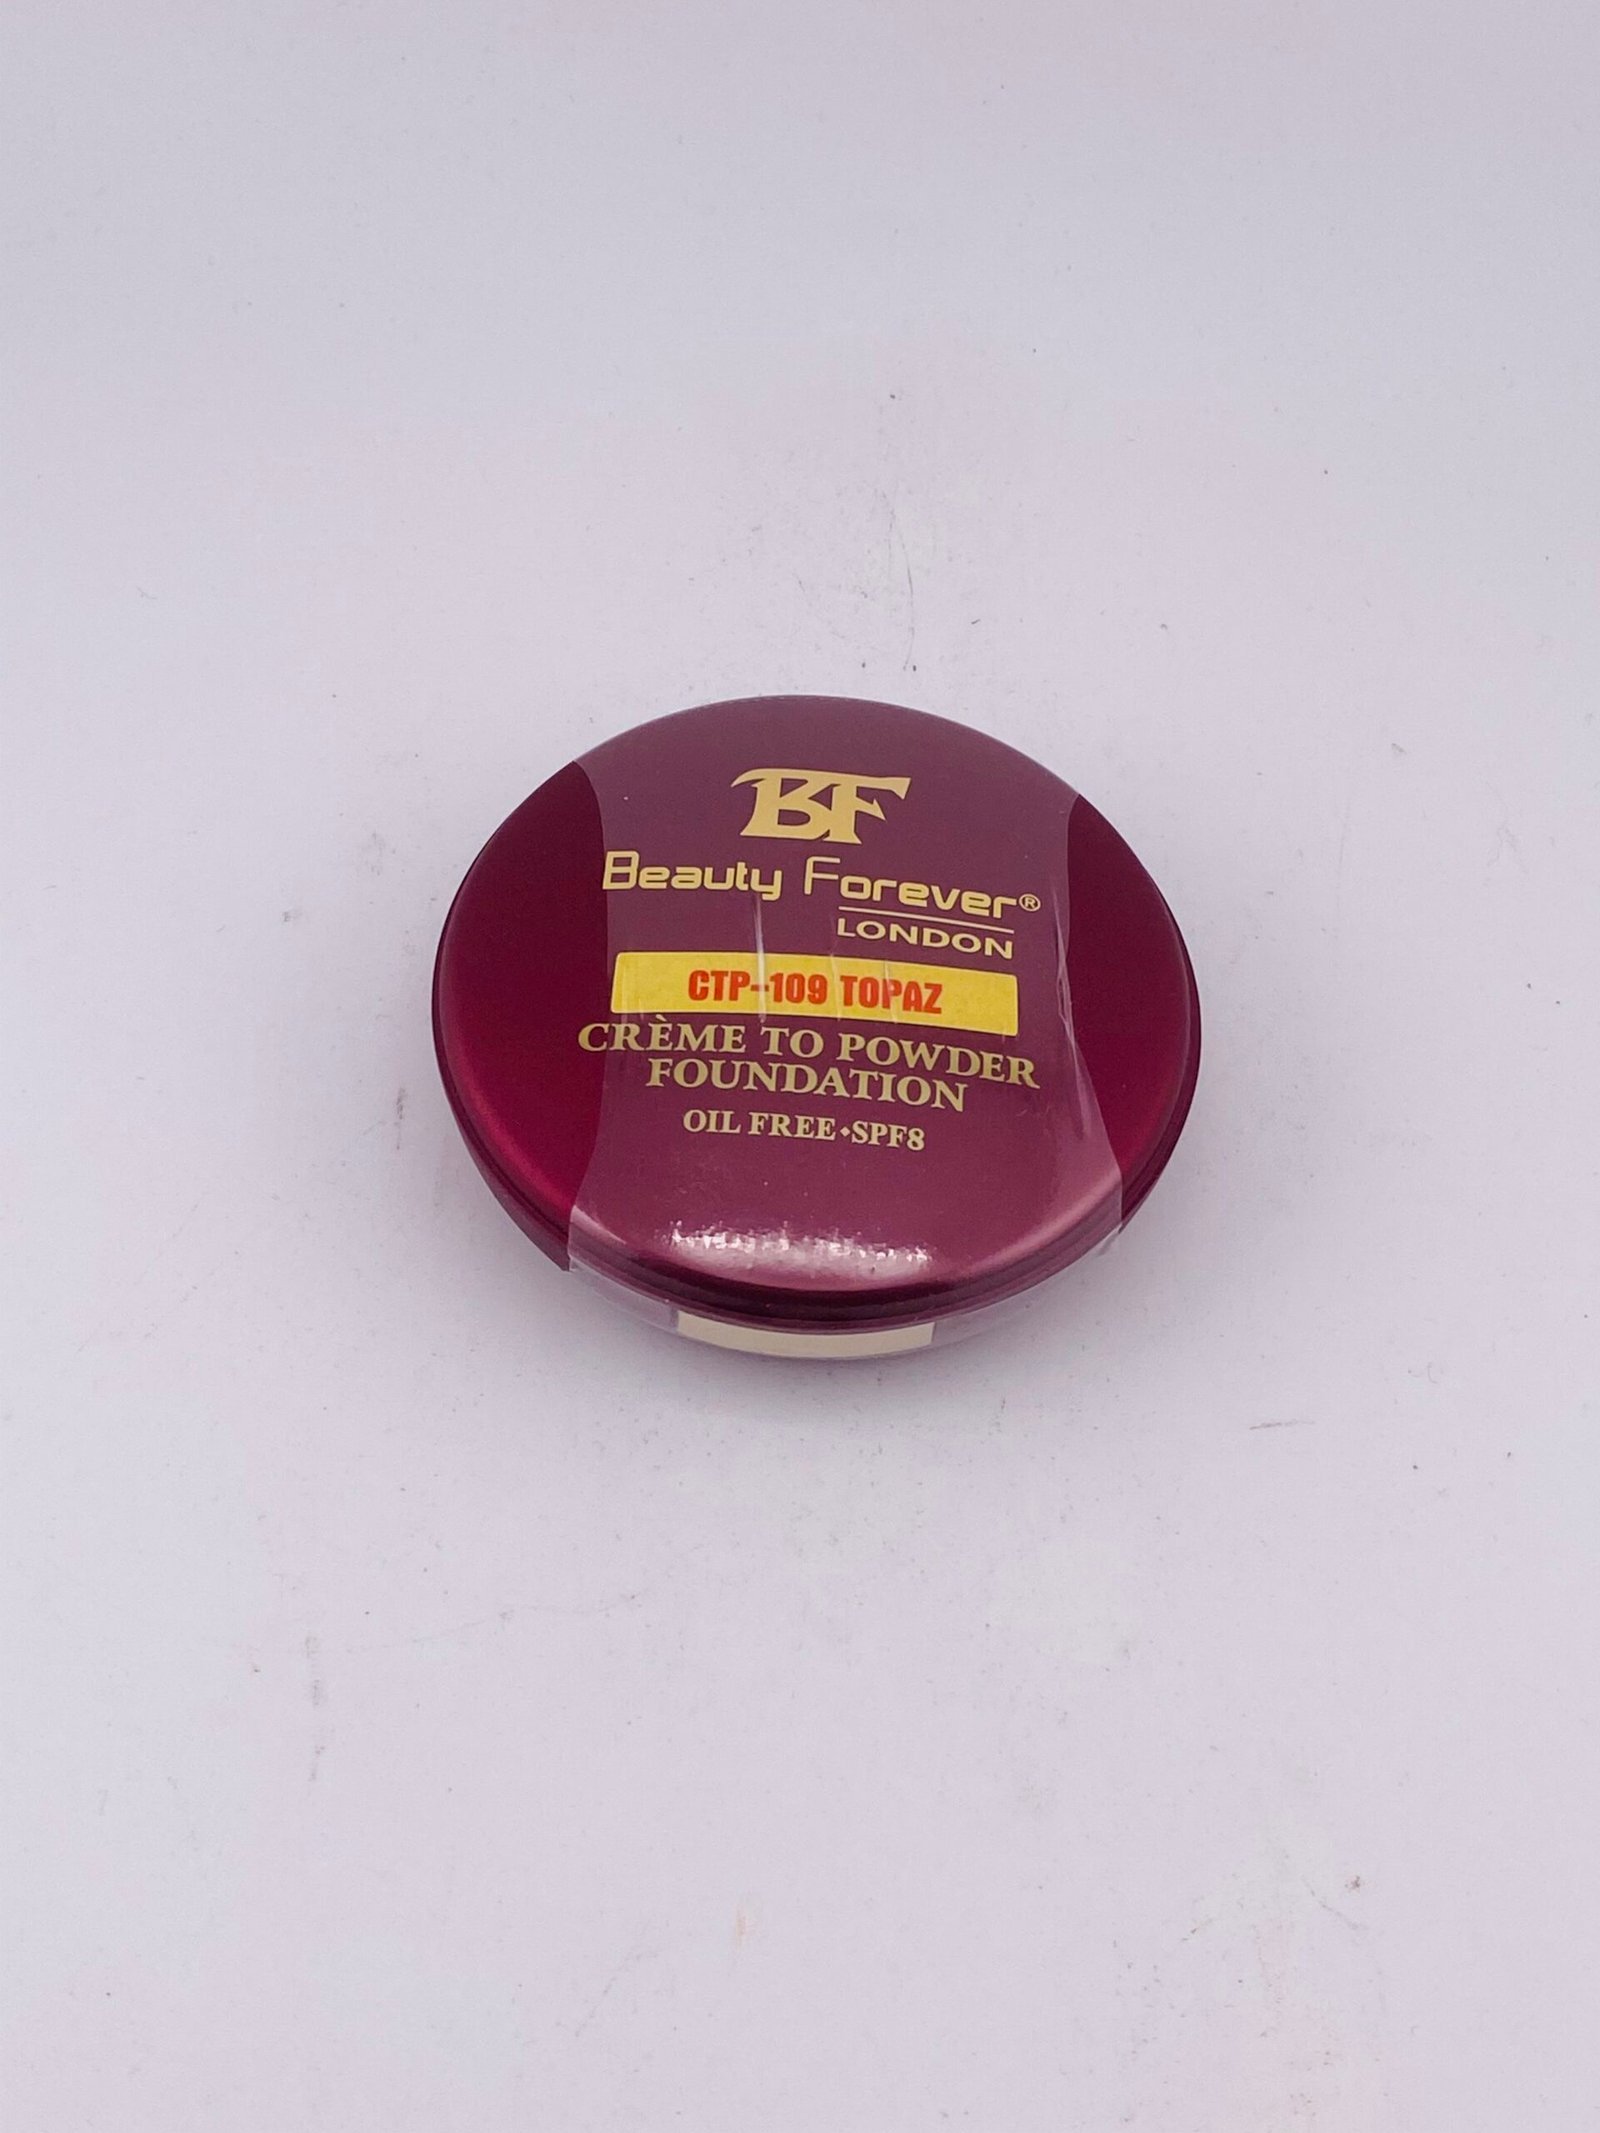 BF
Beauty Forever®
LONDON
CTP-109 TOPAZ
CRÈME TO POWDER
FOUNDATION
OIL FREE•SPF8